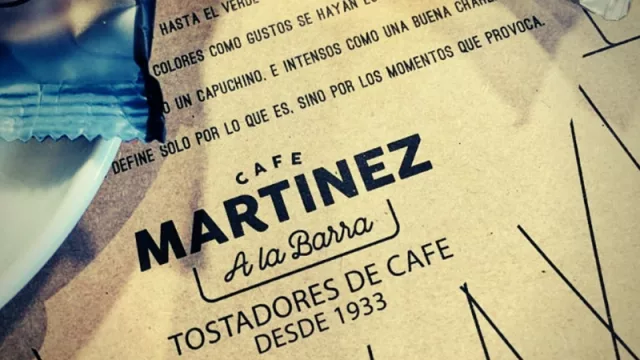 HASTA EL VERDE
COLORES COMO GUSTOS SE HAYAN
O UN CAPUCHINO. E INTENSOS COMO UNA BUENA
DEFINE SOLO POR LO QUE ES, SINO POR LOS MOMENTOS QUE PROVOCA.
CAFE
MARTINEZ
A la Barra
TOSTADORES DE CAFE
DESDE 1933